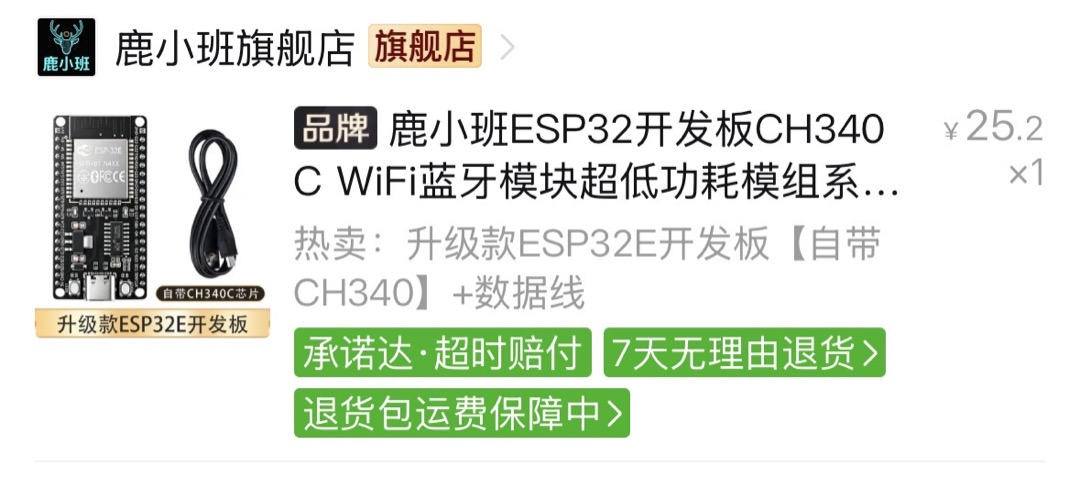 鹿小班
鹿小班旗舰店 旗舰店
品牌 鹿小班ESP32开发板CH340
C WiFi蓝牙模块超低功耗模组系...
¥25.2
×1
热卖：升级款ESP32E开发板【自带
CH340】+数据线
ESP-32E
自带CH340C芯片
升级款ESP32E开发板
承诺达·超时赔付 7天无理由退货
退货包运费保障中